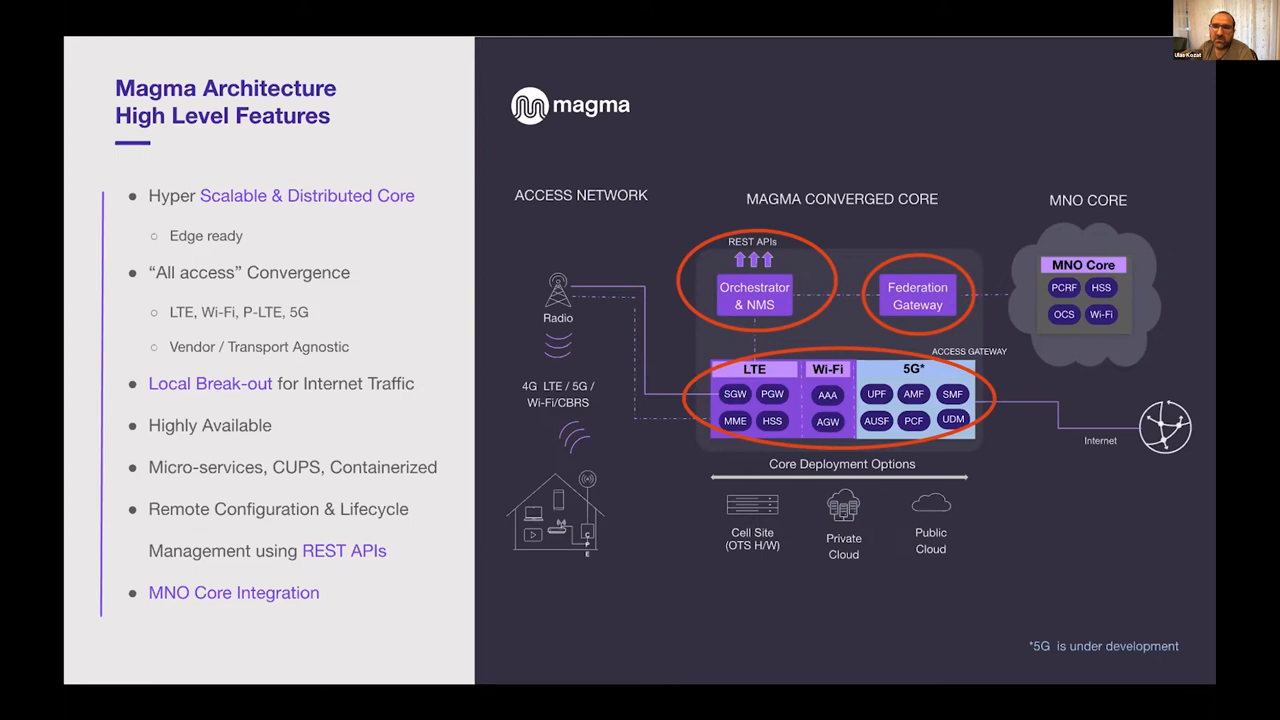 Ulas Kozat
Magma Architecture
High Level Features
Hyper Scalable & Distributed Core
Edge ready
“All access” Convergence
LTE, Wi-Fi, P-LTE, 5G
Vendor / Transport Agnostic
Local Break-out for Internet Traffic
Highly Available
Micro-services, CUPS, Containerized
Remote Configuration & Lifecycle
Management using REST APIs
MNO Core Integration
magma
ACCESS NETWORK
MAGMA CONVERGED CORE
MNO CORE
Radio
4G LTE / 5G /
Wi-Fi/CBRS
C
P
E
REST APIs
Orchestrator
& NMS
Federation
Gateway
MNO Core
PCRF HSS
OCS Wi-Fi
ACCESS GATEWAY
LTE Wi-Fi 5G*
SGW PGW AAA UPF AMF SMF
MME HSS AGW AUSF PCF UDM
Internet
Core Deployment Options
Cell Site
(OTS H/W)
Private
Cloud
Public
Cloud
*5G is under development